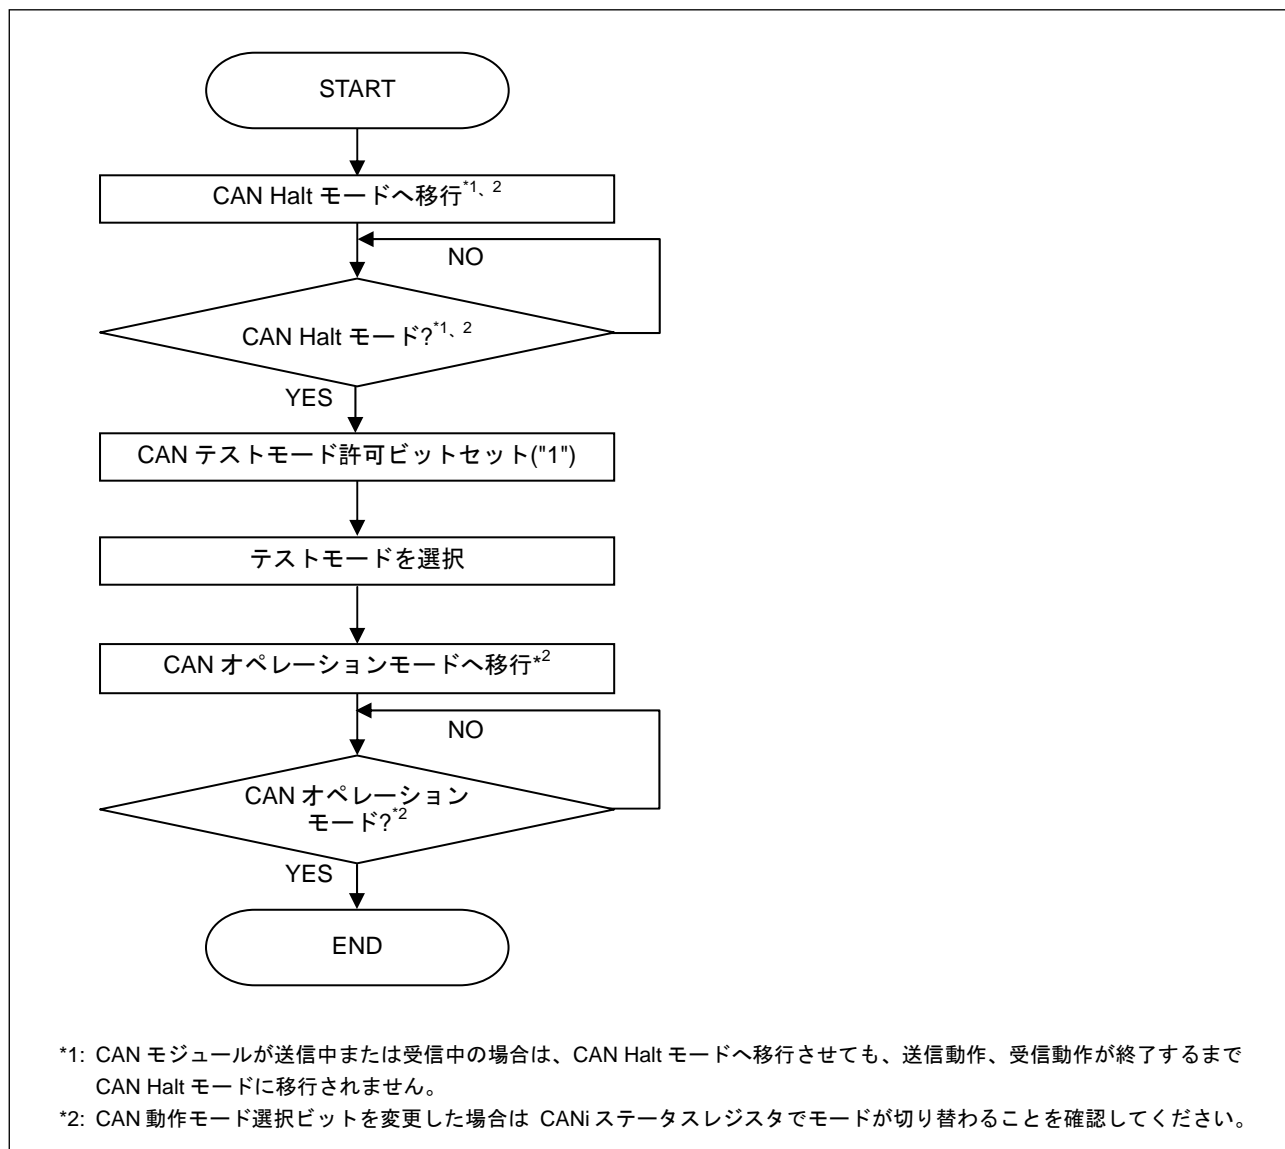 START
CAN Halt モードへ移行*1、2
NO
CAN Halt モード?*1、2
YES
CAN テストモード許可ビットセット("1")
テストモードを選択
CAN オペレーションモードへ移行*2
NO
CAN オペレーション
モード?*2
YES
END
*1: CAN モジュールが送信中または受信中の場合は、CAN Halt モードへ移行させても、送信動作、受信動作が終了するまで
CAN Halt モードに移行されません。
*2: CAN 動作モード選択ビットを変更した場合は CANi ステータスレジスタでモードが切り替わることを確認してください。